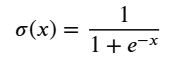 σ(x) = 1 / (1 + e^{-x})